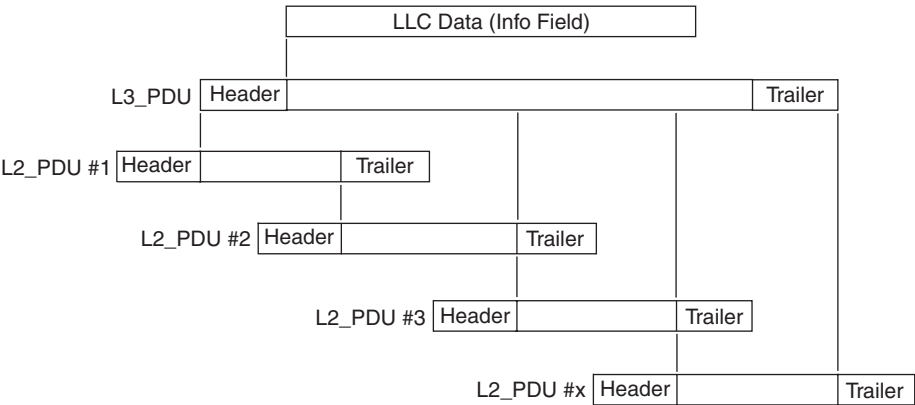 LLC Data (Info Field)
L3_PDU Header Trailer
L2_PDU #1 Header Trailer
L2_PDU #2 Header Trailer
L2_PDU #3 Header Trailer
L2_PDU #x Header Trailer